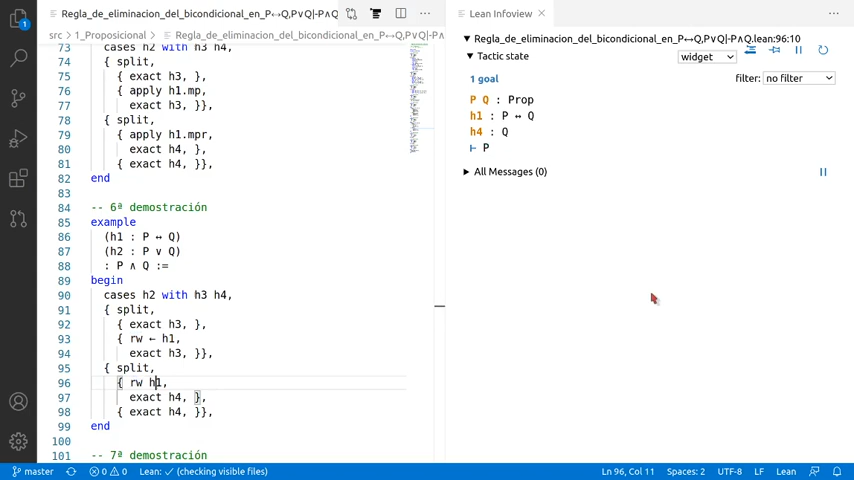 Regla_de_eliminacion_del_bicondicional_en_P↔Q,P∨Q|-P∧Q
src > 1_Proposicional > Regla_de_eliminacion_del_bicondicional_en_P↔Q,P∨Q|-P∧Q.
73 cases h2 with h3 h4,
74 { split,
75 { exact h3, },
76 { apply h1.mp,
77 exact h3, }},
78 { split,
79 { apply h1.mpr,
80 exact h4, },
81 { exact h4, }},
82 end
83
84 -- 6ª demostración
85 example
86 (h1 : P ↔ Q)
87 (h2 : P ∨ Q)
88 : P ∧ Q :=
89 begin
90 cases h2 with h3 h4,
91 { split,
92 { exact h3, },
93 { rw ← h1,
94 exact h3, }},
95 { split,
96 { rw h1,
97 exact h4, },
98 { exact h4, }},
99 end
100
101 -- 7ª demostración
Lean Infoview
Regla_de_eliminacion_del_bicondicional_en_P↔Q,P∨Q|-P∧Q.lean:96:10
Tactic state
widget
1 goal
filter: no filter
P Q : Prop
h1 : P ↔ Q
h4 : Q
⊢ P
All Messages (0)
1
master 0 0 Lean: ✓ (checking visible files) Ln 96, Col 11 Spaces: 2 UTF-8 LF Lean